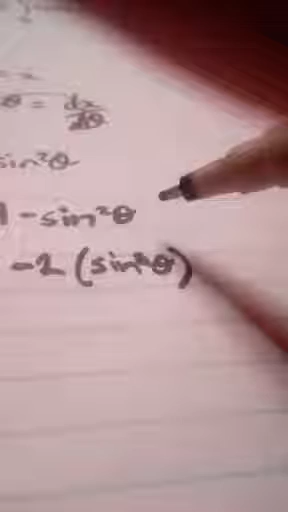 θ = dx/dθ
sin²θ
1 - sin²θ
-2 (sin²θ)